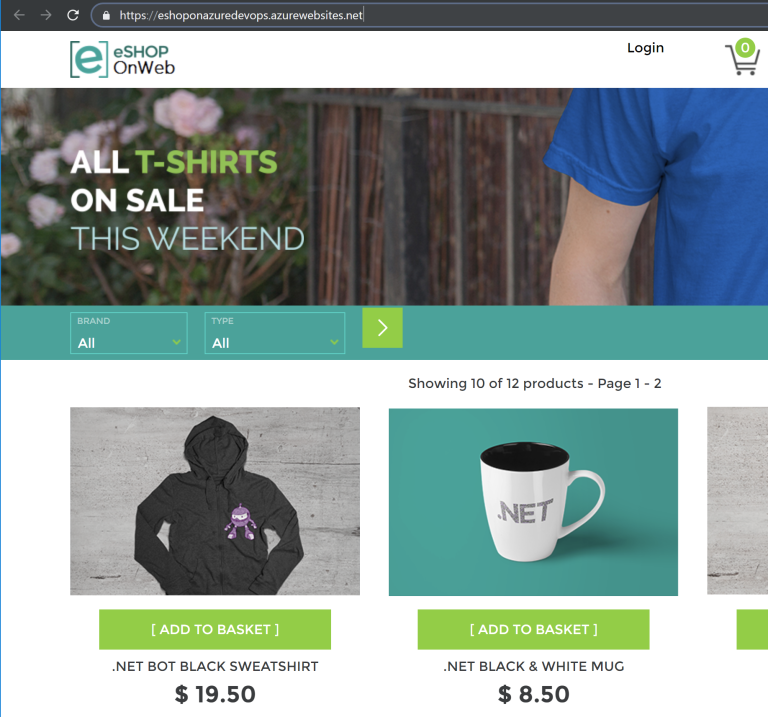 https://eshoponazuredevops.azurewebsites.net
eSHOP
OnWeb
Login
0
ALL T-SHIRTS
ON SALE
THIS WEEKEND
BRAND
All
TYPE
All
Showing 10 of 12 products - Page 1 - 2
.NET
[ ADD TO BASKET ]
[ ADD TO BASKET ]
.NET BOT BLACK SWEATSHIRT
.NET BLACK & WHITE MUG
$ 19.50
$ 8.50